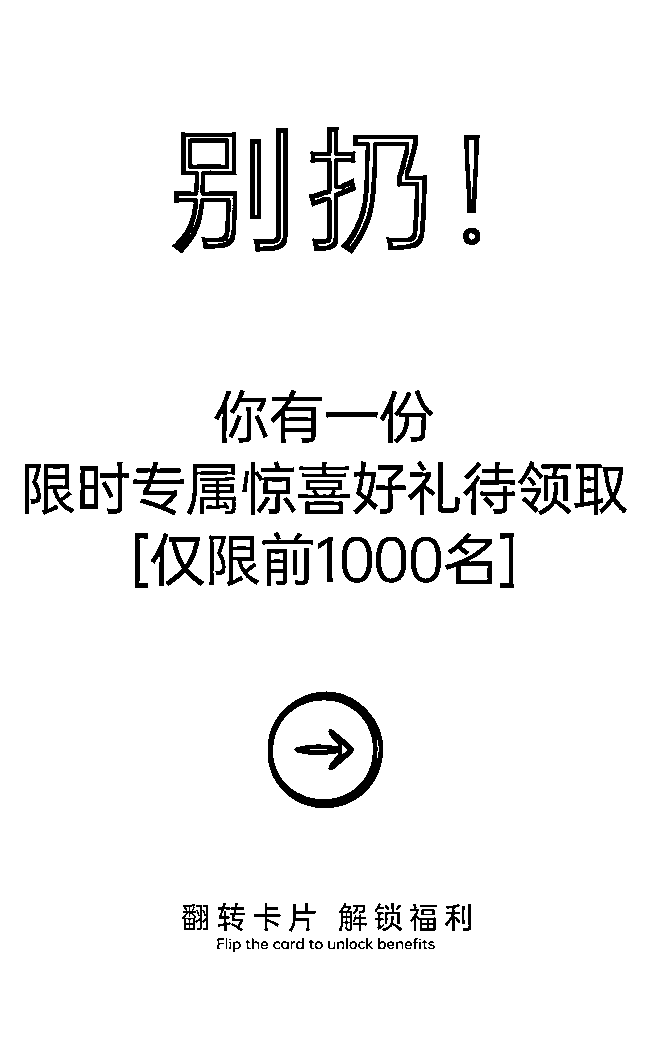 别扔！
你有一份
限时专属惊喜好礼待领取
[仅限前1000名]
翻转卡片 解锁福利
Flip the card to unlock benefits